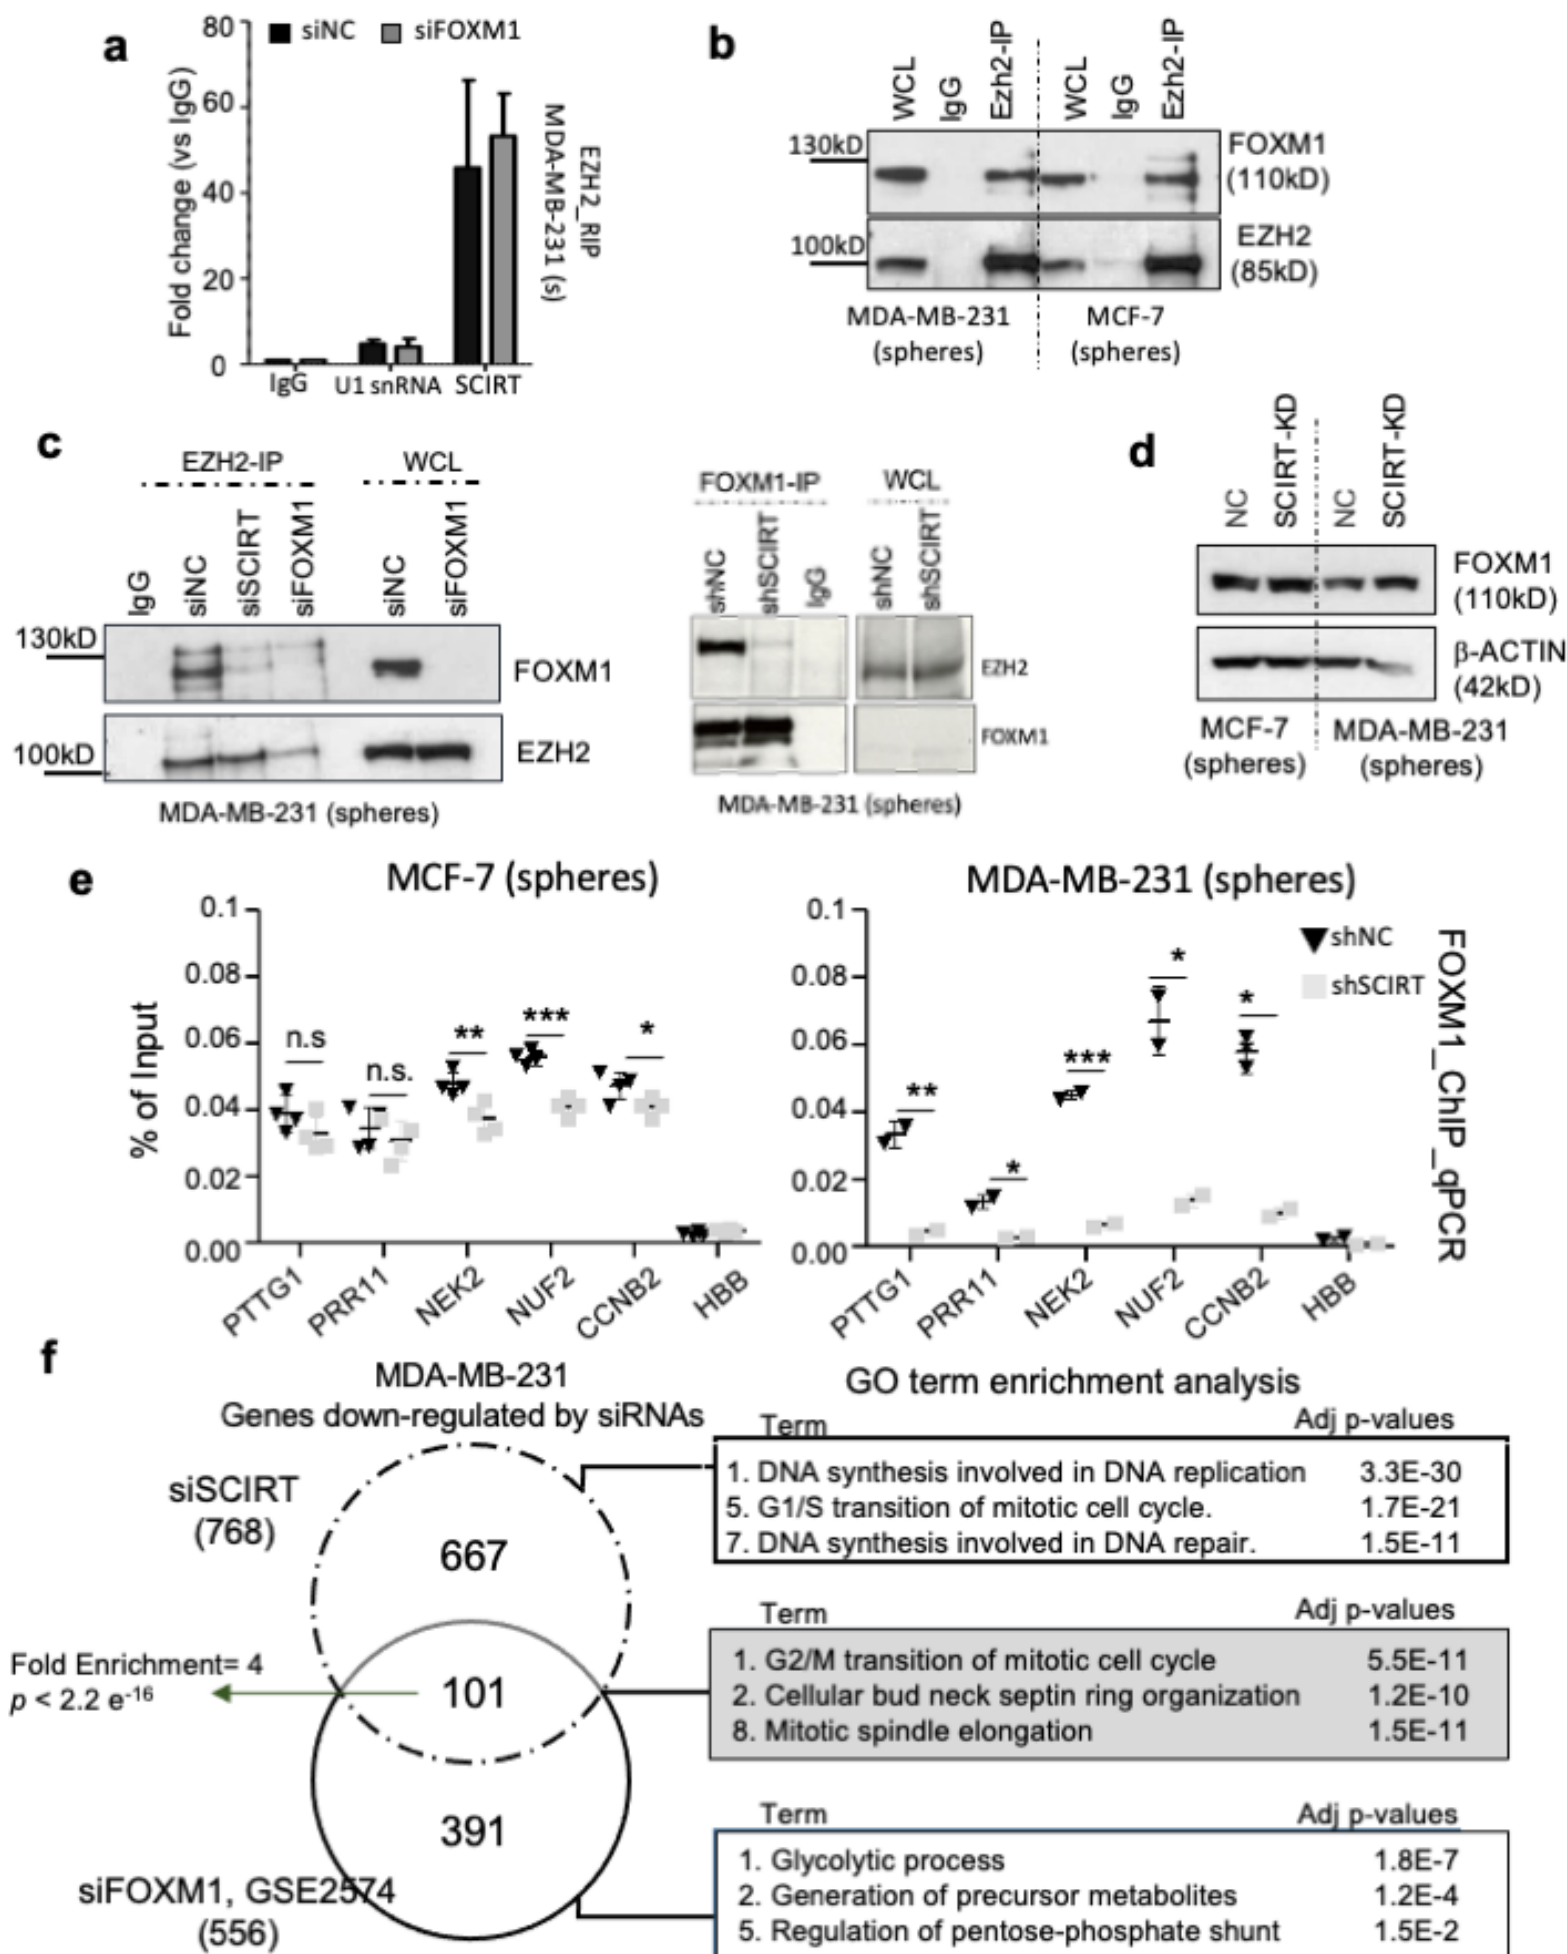 a
80
60
40
20
0
Fold change (vs IgG)
siNC
siFOXM1
EZH2_RIP
MDA-MB-231 (s)
IgG
U1 snRNA
SCIRT
b
WCL
IgG
Ezh2-IP
WCL
IgG
Ezh2-IP
130kD
FOXM1
(110kD)
100kD
EZH2
(85kD)
MDA-MB-231
(spheres)
MCF-7
(spheres)
c
EZH2-IP
WCL
IgG
siNC
siSCIRT
siFOXM1
siNC
siFOXM1
130kD
FOXM1
100kD
EZH2
MDA-MB-231 (spheres)
FOXM1-IP
WCL
shNC
shSCIRT
IgG
shNC
shSCIRT
EZH2
FOXM1
MDA-MB-231 (spheres)
d
NC
SCIRT-KD
NC
SCIRT-KD
FOXM1
(110kD)
β-ACTIN
(42kD)
MCF-7
(spheres)
MDA-MB-231
(spheres)
e
MCF-7 (spheres)
% of Input
0.1
0.08
0.06
0.04
0.02
0.00
n.s
n.s.
**
***
*
PTTG1
PRR11
NEK2
NUF2
CCNB2
HBB
MDA-MB-231 (spheres)
0.1
0.08
0.06
0.04
0.02
0.00
**
*
***
*
*
shNC
shSCIRT
FOXM1_ChIP_qPCR
PTTG1
PRR11
NEK2
NUF2
CCNB2
HBB
f
MDA-MB-231
Genes down-regulated by siRNAs
siSCIRT
(768)
667
Fold Enrichment= 4
p < 2.2 e-16
101
391
siFOXM1, GSE2574
(556)
GO term enrichment analysis
Term Adj p-values
1. DNA synthesis involved in DNA replication 3.3E-30
5. G1/S transition of mitotic cell cycle. 1.7E-21
7. DNA synthesis involved in DNA repair. 1.5E-11
Term Adj p-values
1. G2/M transition of mitotic cell cycle 5.5E-11
2. Cellular bud neck septin ring organization 1.2E-10
8. Mitotic spindle elongation 1.5E-11
Term Adj p-values
1. Glycolytic process 1.8E-7
2. Generation of precursor metabolites 1.2E-4
5. Regulation of pentose-phosphate shunt 1.5E-2